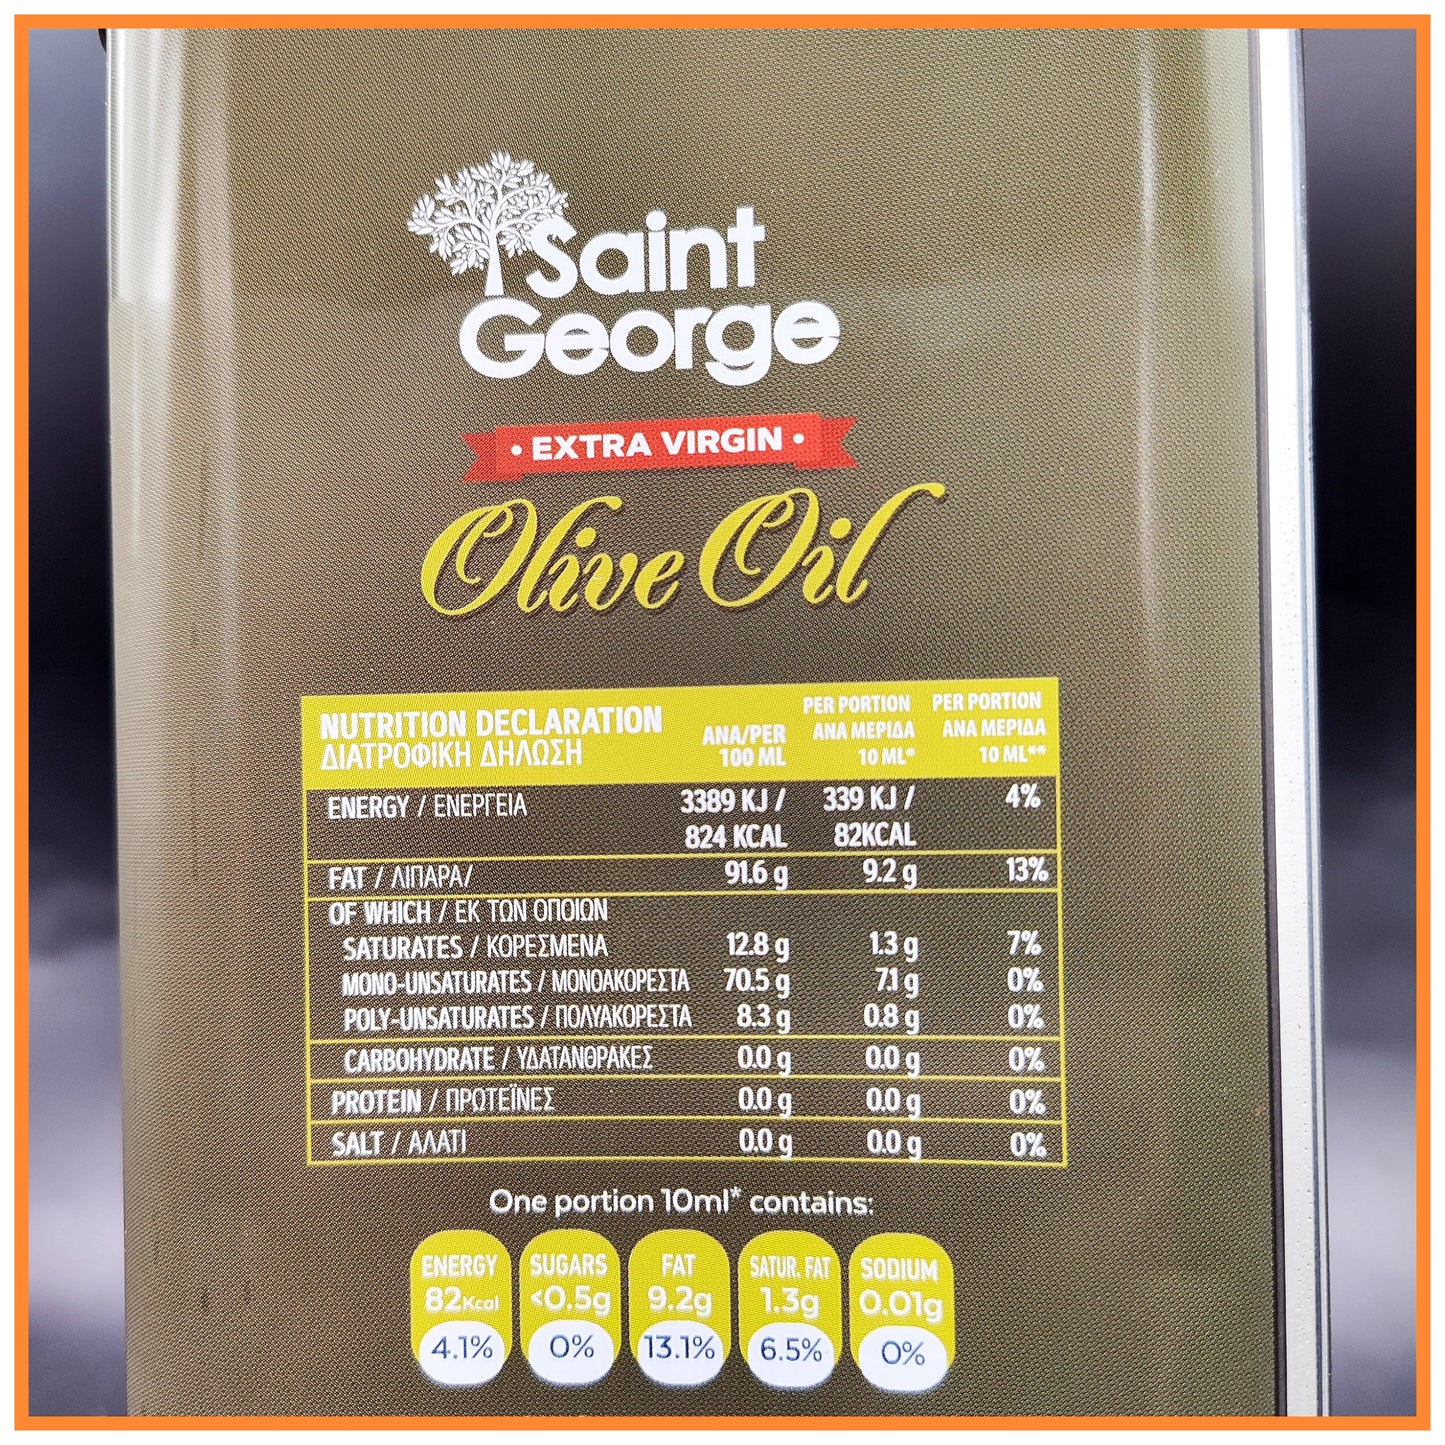 Saint
George
• EXTRA VIRGIN •
Olive Oil
NUTRITION DECLARATION
ΔΙΑΤΡΟΦΙΚΗ ΔΗΛΩΣΗ
ΑΝΑ/PER
100 ML
PER PORTION
ΑΝΑ ΜΕΡΙΔΑ
10 ML*
PER PORTION
ΑΝΑ ΜΕΡΙΔΑ
10 ML**
ENERGY / ΕΝΕΡΓΕΙΑ 3389 KJ / 339 KJ / 4%
824 KCAL 82KCAL
FAT / ΛΙΠΑΡΑ/ 91.6 g 9.2 g 13%
OF WHICH / ΕΚ ΤΩΝ ΟΠΟΙΩΝ
SATURATES / ΚΟΡΕΣΜΕΝΑ 12.8 g 1.3 g 7%
MONO-UNSATURATES / ΜΟΝΟΑΚΟΡΕΣΤΑ 70.5 g 7.1 g 0%
POLY-UNSATURATES / ΠΟΛΥΑΚΟΡΕΣΤΑ 8.3 g 0.8 g 0%
CARBOHYDRATE / ΥΔΑΤΑΝΘΡΑΚΕΣ 0.0 g 0.0 g 0%
PROTEIN / ΠΡΩΤΕΪΝΕΣ 0.0 g 0.0 g 0%
SALT / ΑΛΑΤΙ 0.0 g 0.0 g 0%
One portion 10ml* contains:
ENERGY SUGARS FAT SATUR. FAT SODIUM
82Kcal <0.5g 9.2g 1.3g 0.01g
4.1% 0% 13.1% 6.5% 0%